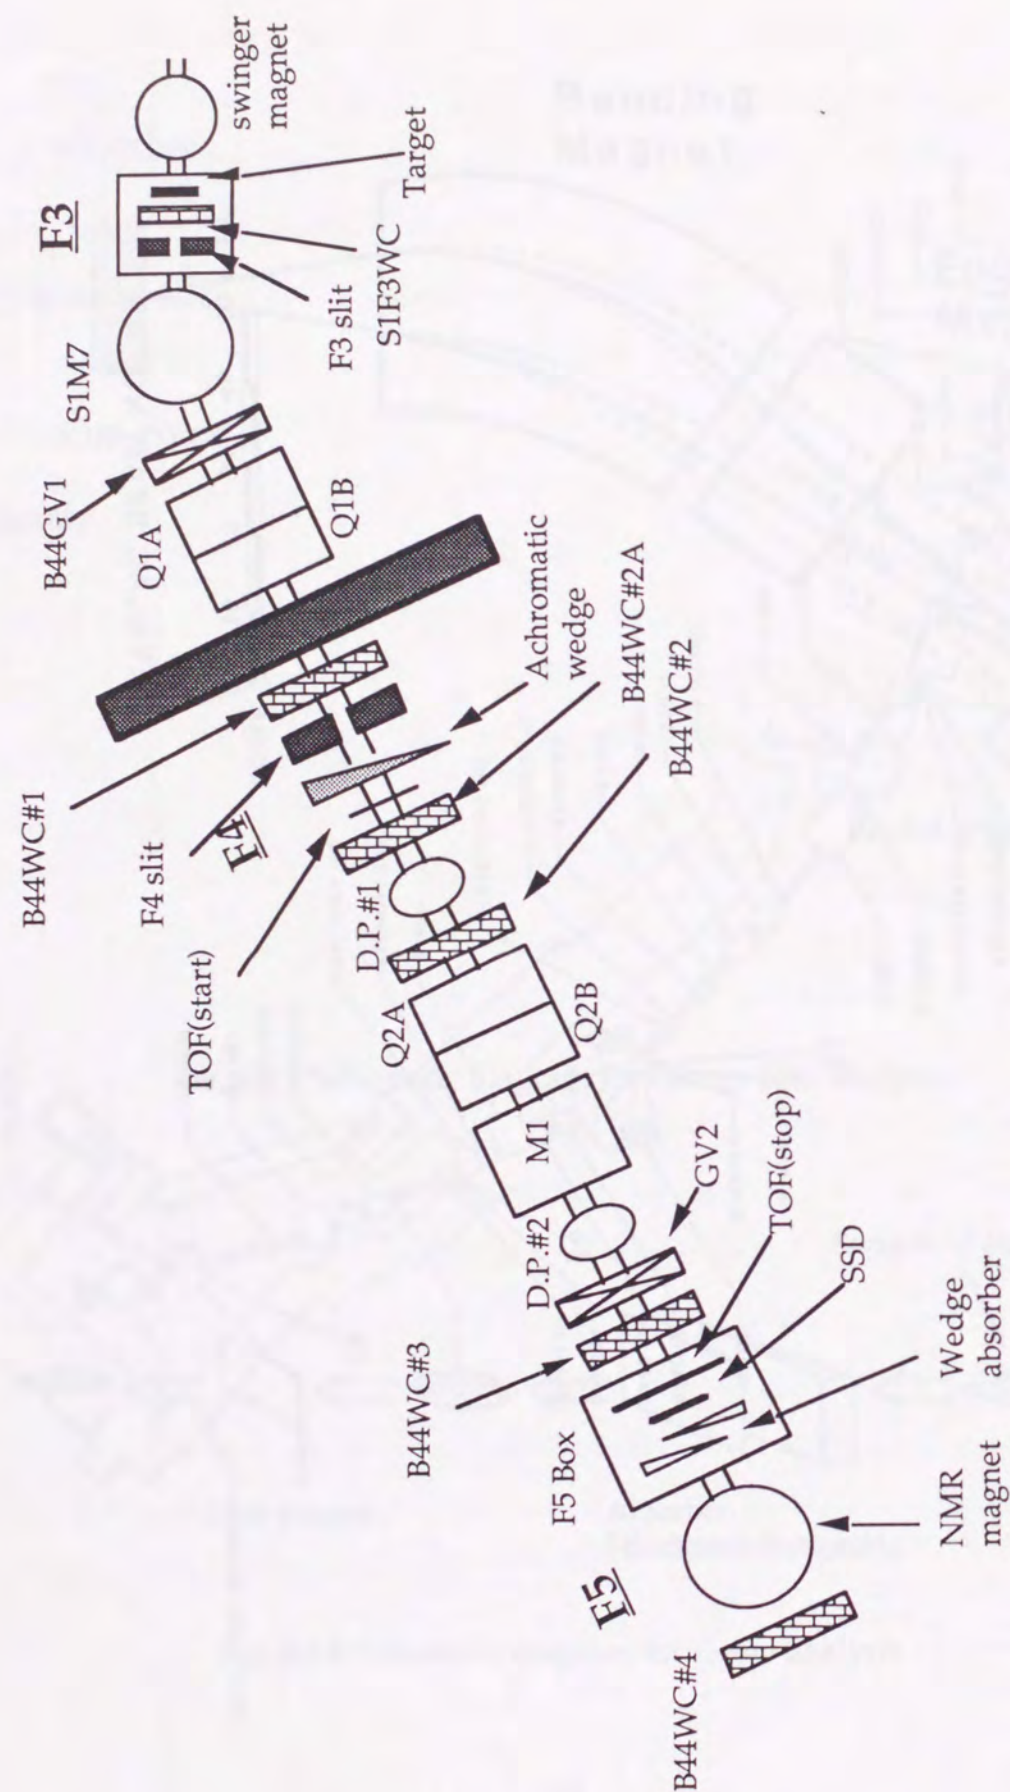 swinger
magnet
F3
Target
S1F3WC
F3 slit
S1M7
B44GV1
Q1A
Q1B
Achromatic
wedge
B44WC#2A
B44WC#2
B44WC#1
F4 slit
F4
TOF(start)
D.P.#1
Q2A
Q2B
M1
D.P.#2
GV2
TOF(stop)
SSD
Wedge
absorber
B44WC#3
F5 Box
NMR
magnet
F5
B44WC#4
Bending
Magnet